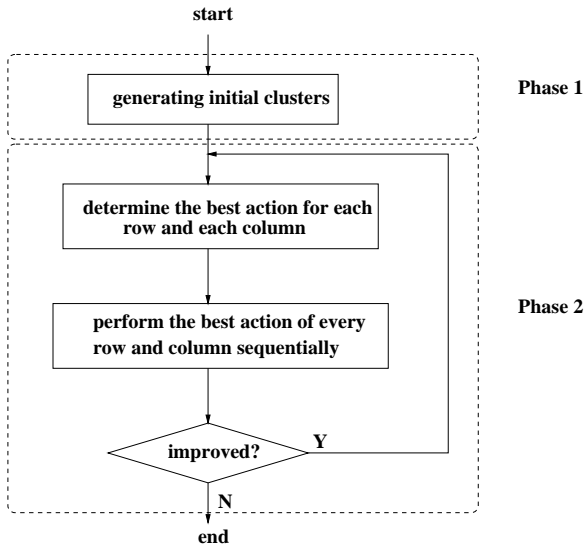 start
generating initial clusters
Phase 1
determine the best action for each
row and each column
perform the best action of every
row and column sequentially
Phase 2
improved?
Y
N
end